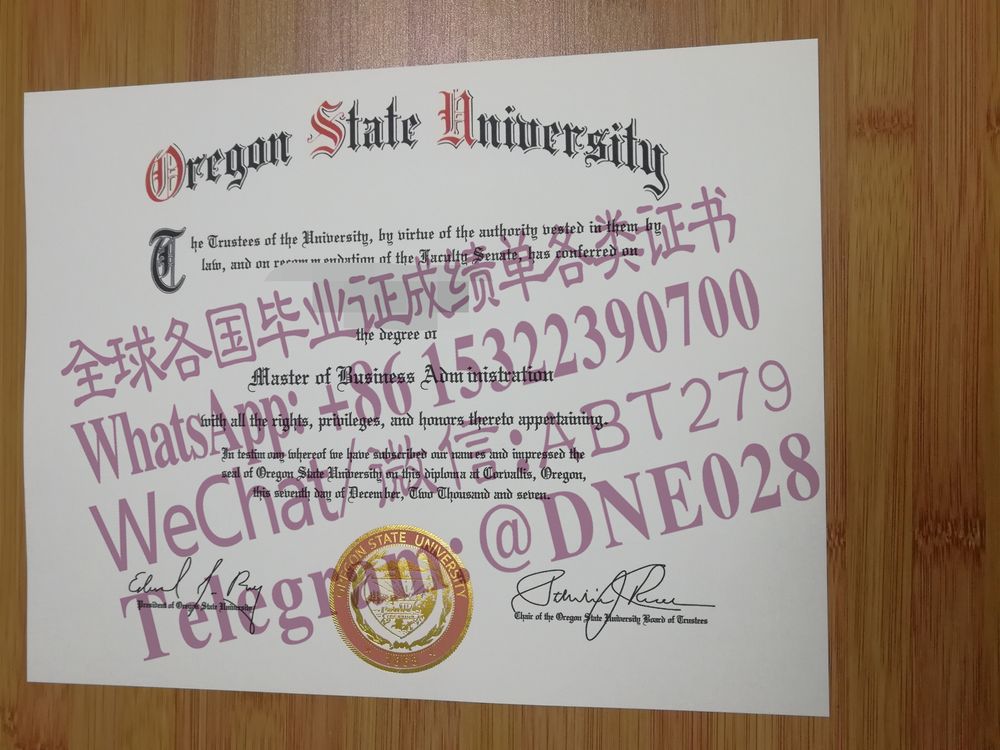 Oregon State University
The Trustees of the University, by virtue of the authority vested in them by
law, and on recommendation of the Faculty Senate, has conferred on
全球各国毕业证成绩单各类证书
the degree of
Master of Business Administration
WhatsApp: +86 15322390700
with all the rights, privileges, and honors thereto appertaining.
In testimony whereof we have subscribed our names and impressed the
seal of Oregon State University on this diploma at Corvallis, Oregon,
this seventh day of December, Two Thousand and seven.
WeChat/微信:ABT279
Telegram: @DNE028
OREGON STATE UNIVERSITY
1868
President of Oregon State University
Chair of the Oregon State University Board of Trustees